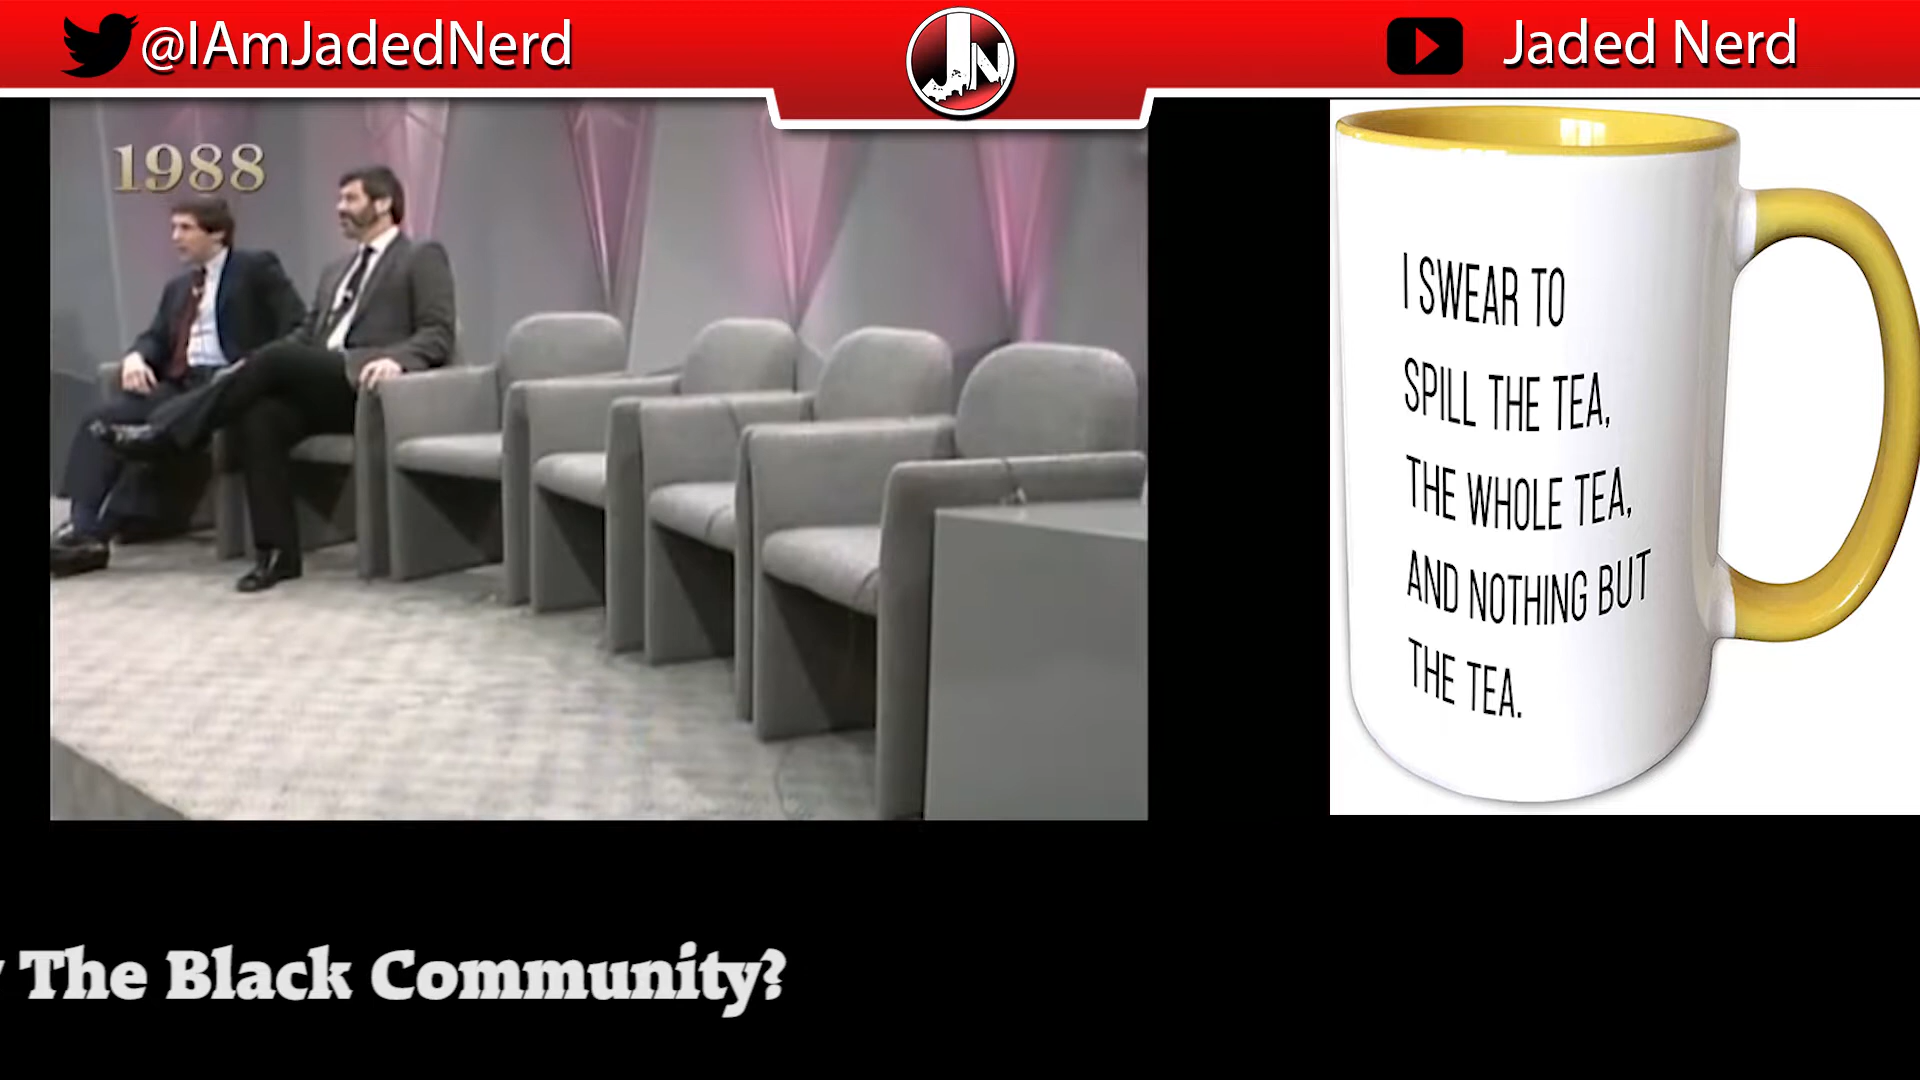 @IAmJadedNerd
JN
Jaded Nerd
1988
I SWEAR TO
SPILL THE TEA,
THE WHOLE TEA,
AND NOTHING BUT
THE TEA.
The Black Community?